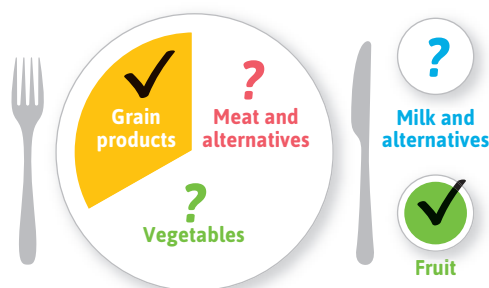 Grain
products
?
Meat and
alternatives
?
Vegetables
?
Milk and
alternatives
Fruit